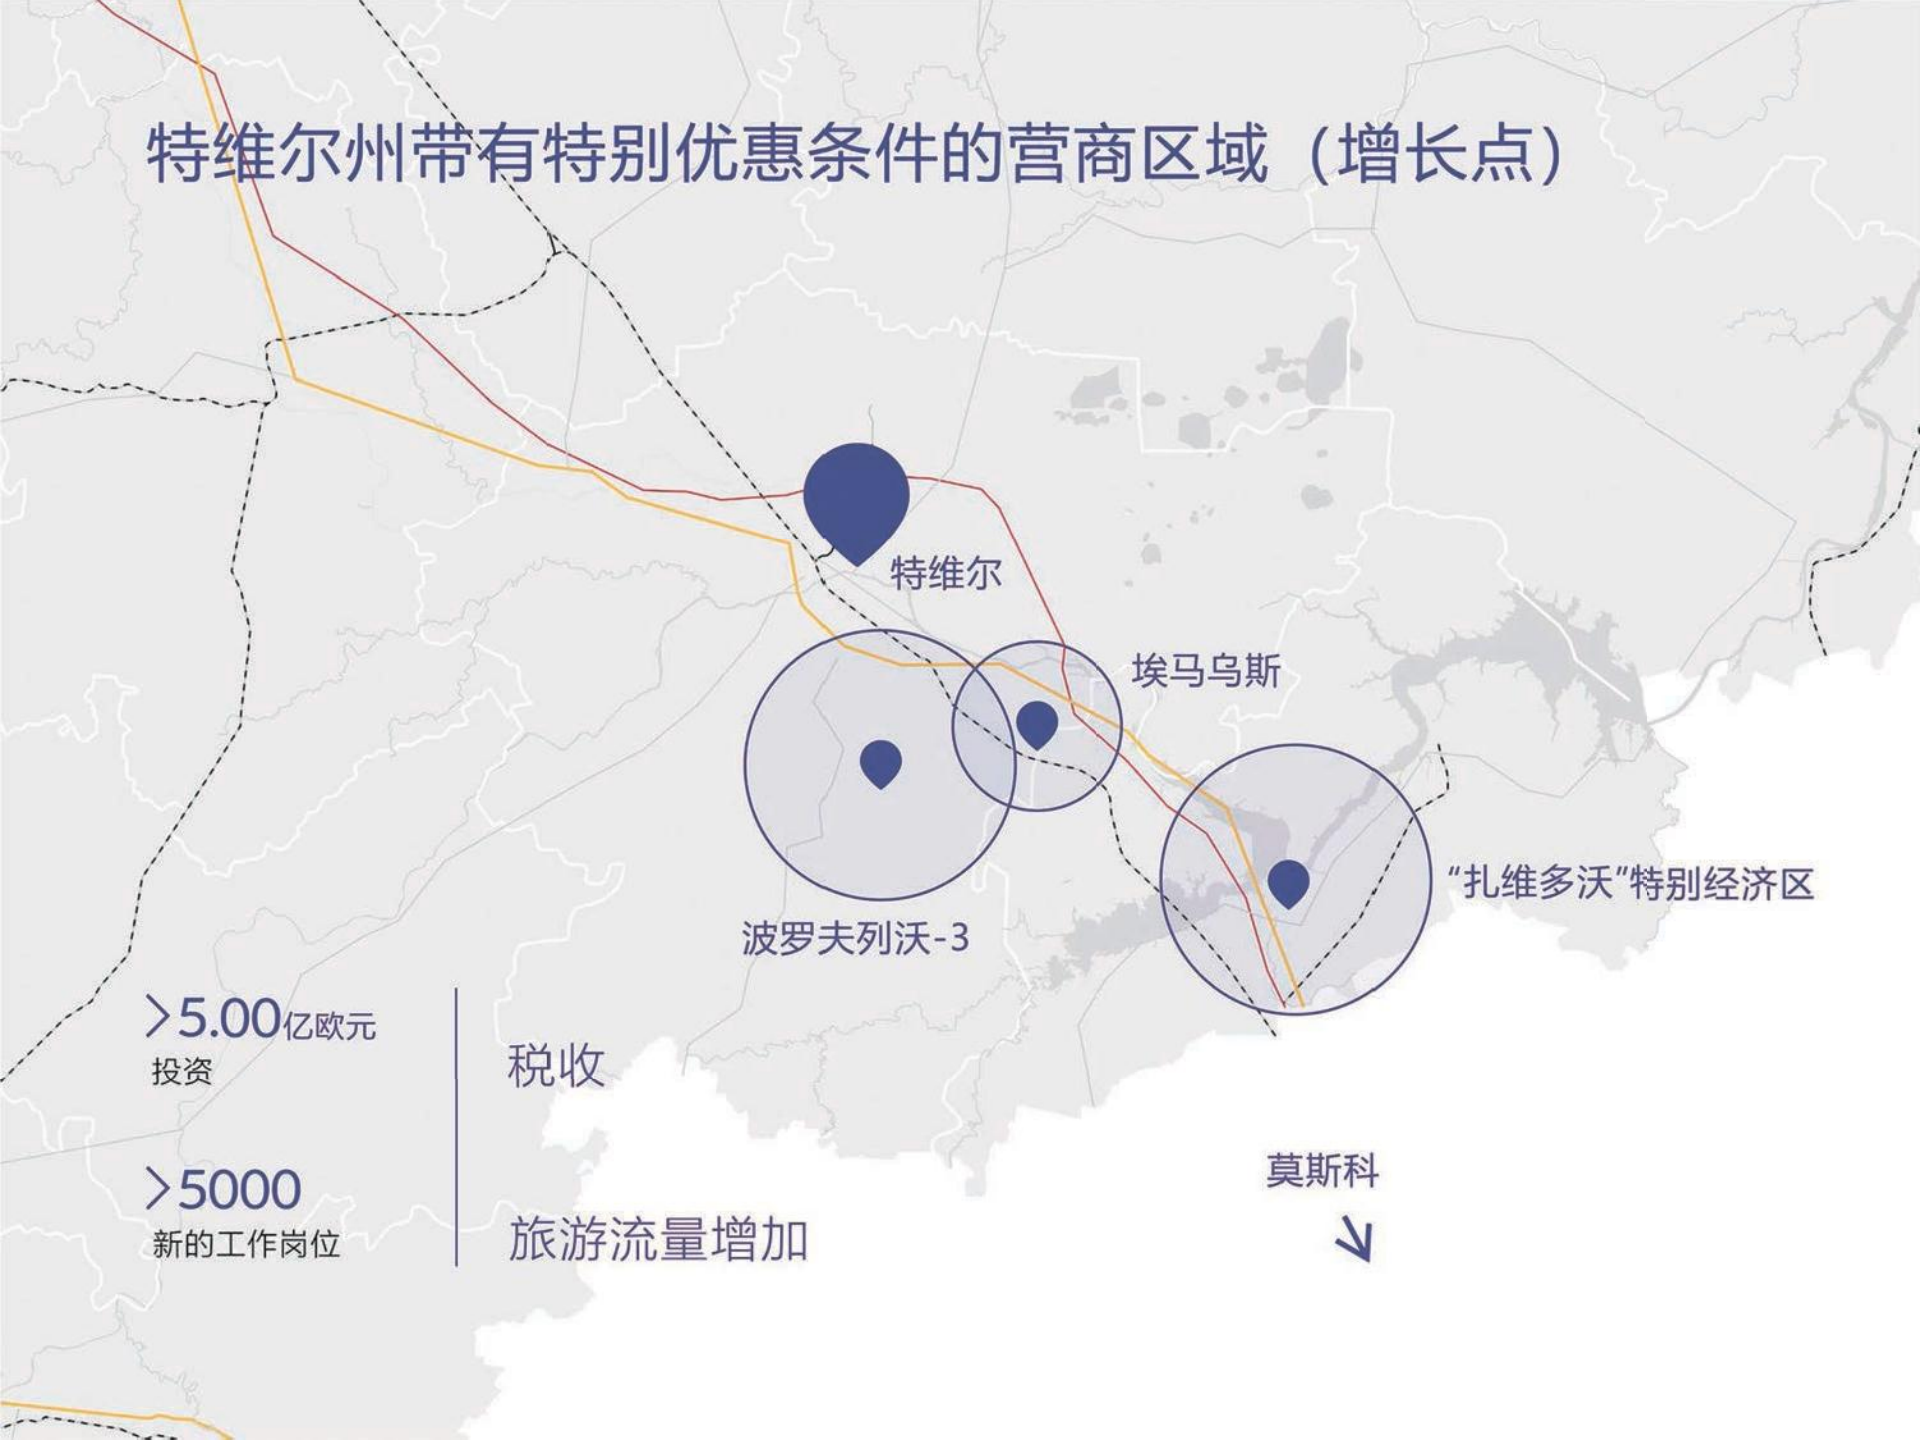 特维尔州带有特别优惠条件的营商区域（增长点）
特维尔
埃马乌斯
“扎维多沃”特别经济区
波罗夫列沃-3
>5.00亿欧元
投资
税收
>5000
新的工作岗位
旅游流量增加
莫斯科